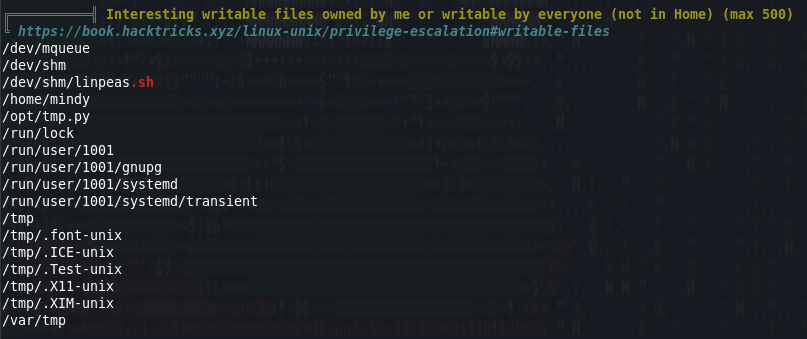 ╔══════════╣ Interesting writable files owned by me or writable by everyone (not in Home) (max 500)
╚ https://book.hacktricks.xyz/linux-unix/privilege-escalation#writable-files
/dev/mqueue
/dev/shm
/dev/shm/linpeas.sh
/home/mindy
/opt/tmp.py
/run/lock
/run/user/1001
/run/user/1001/gnupg
/run/user/1001/systemd
/run/user/1001/systemd/transient
/tmp
/tmp/.font-unix
/tmp/.ICE-unix
/tmp/.Test-unix
/tmp/.X11-unix
/tmp/.XIM-unix
/var/tmp